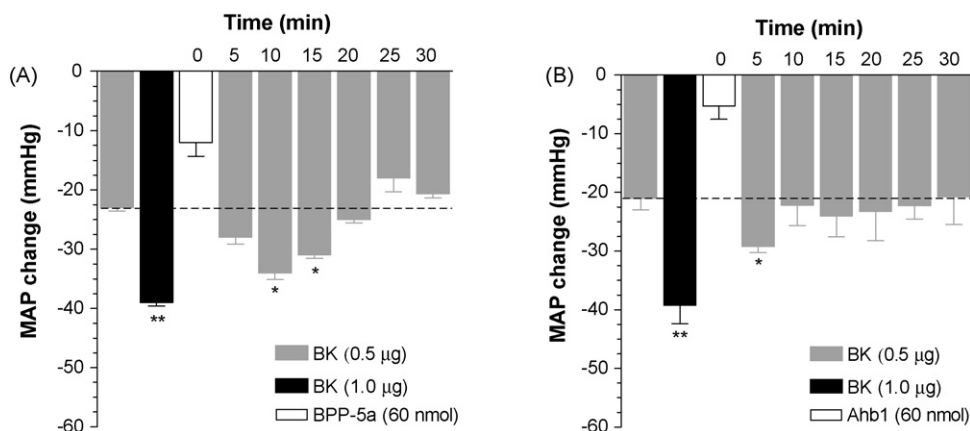 Time (min)
0 5 10 15 20 25 30
(A)
MAP change (mmHg)
0
-10
-20
-30
-40
-50
-60
**
*
*
BK (0.5 µg)
BK (1.0 µg)
BPP-5a (60 nmol)
Time (min)
0 5 10 15 20 25 30
(B)
MAP change (mmHg)
0
-10
-20
-30
-40
-50
-60
**
*
BK (0.5 µg)
BK (1.0 µg)
Ahb1 (60 nmol)